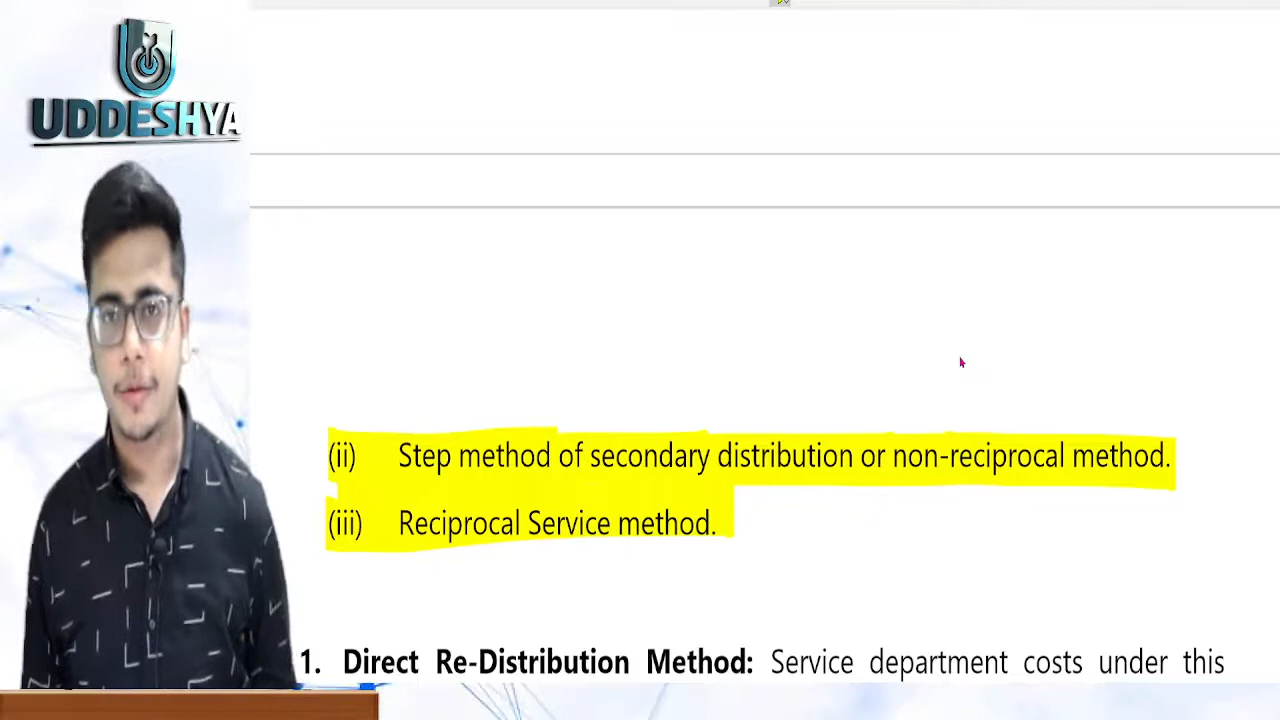 UDDESHYA
(ii) Step method of secondary distribution or non-reciprocal method.
(iii) Reciprocal Service method.
1. Direct Re-Distribution Method: Service department costs under this